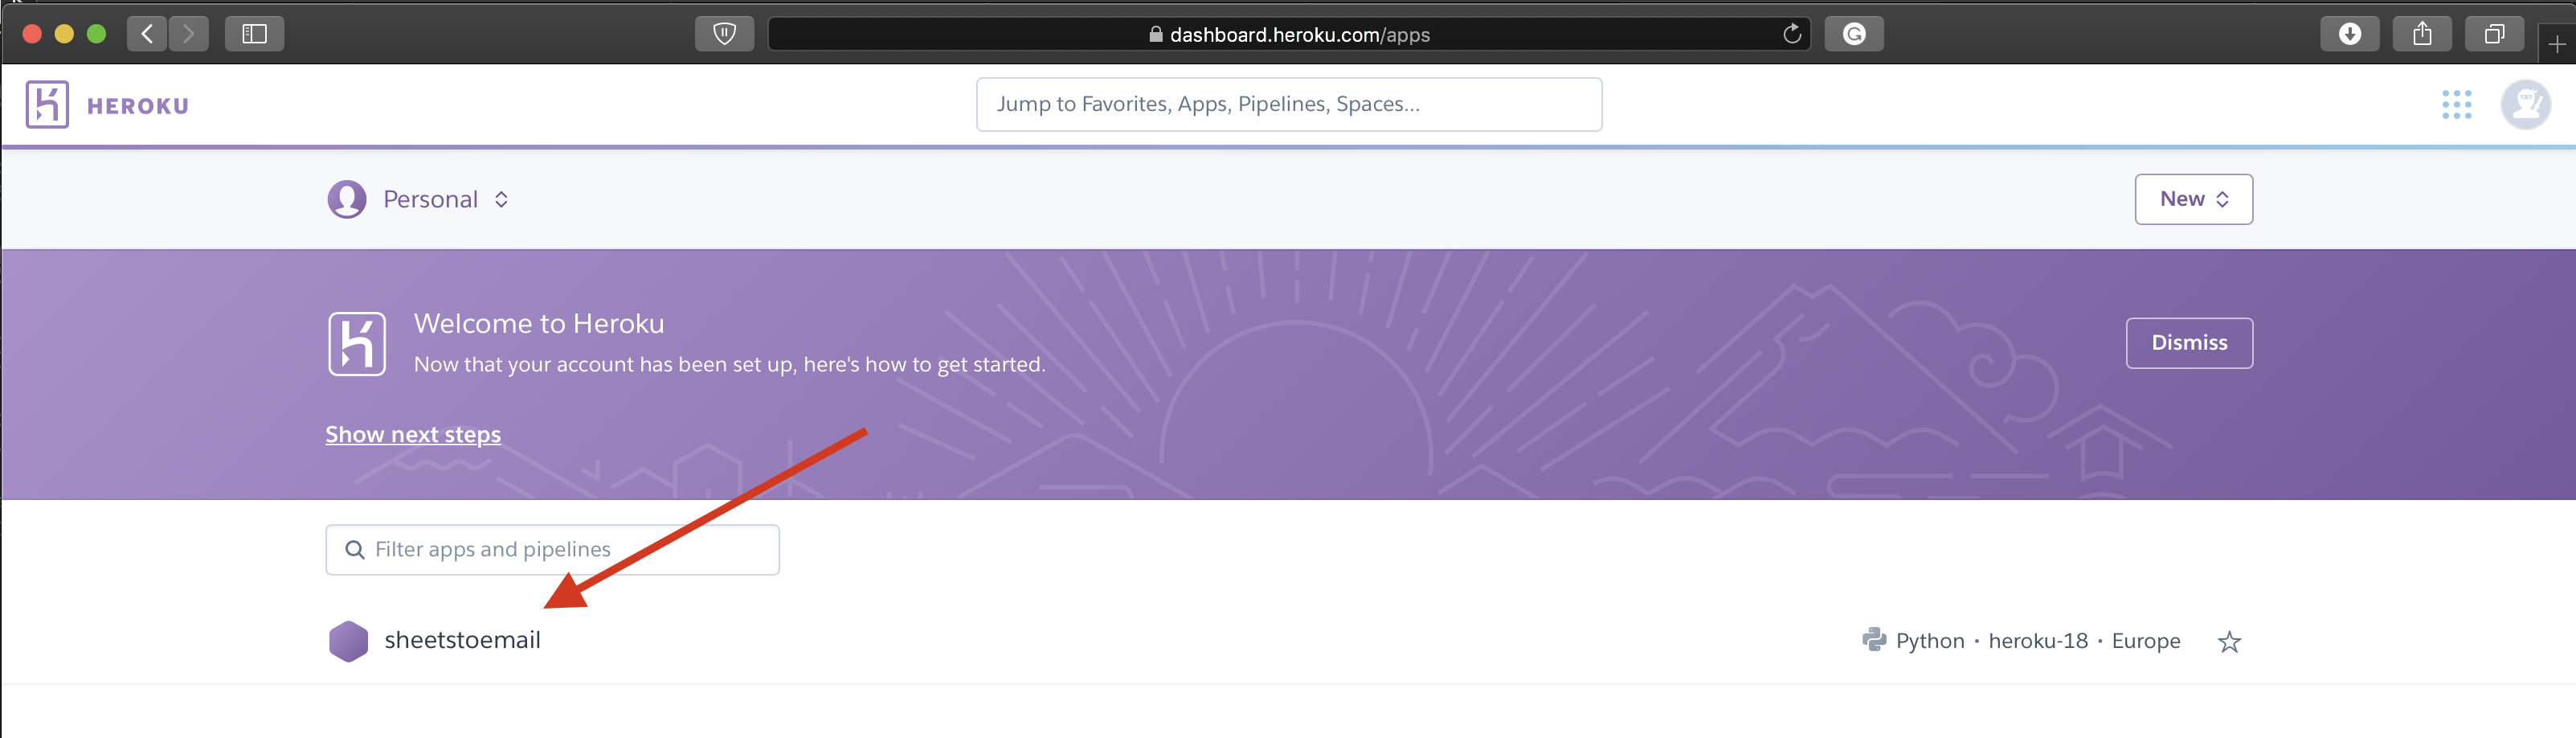 dashboard.heroku.com/apps
HEROKU
Jump to Favorites, Apps, Pipelines, Spaces...
Personal
New
Welcome to Heroku
Now that your account has been set up, here's how to get started.
Dismiss
Show next steps
Filter apps and pipelines
sheetstoemail
Python · heroku-18 · Europe